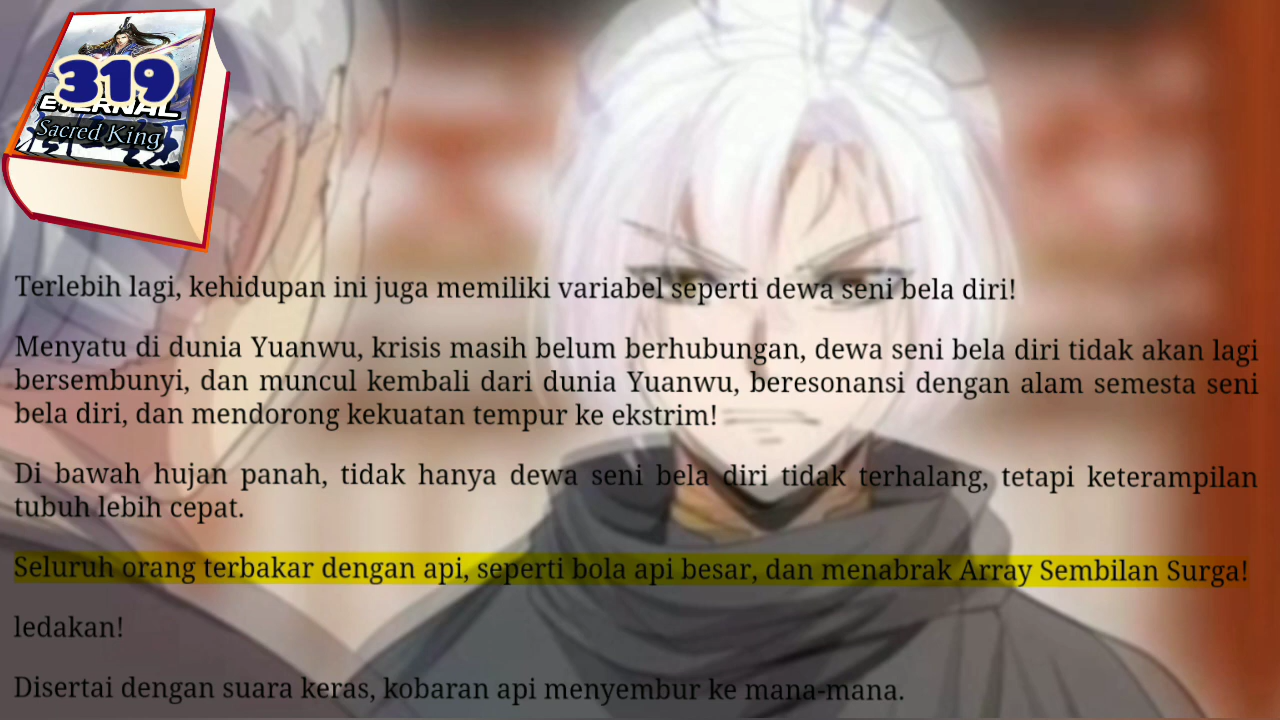 319
ETERNAL
Sacred King
Terlebih lagi, kehidupan ini juga memiliki variabel seperti dewa seni bela diri!
Menyatu di dunia Yuanwu, krisis masih belum berhubungan, dewa seni bela diri tidak akan lagi
bersembunyi, dan muncul kembali dari dunia Yuanwu, beresonansi dengan alam semesta seni
bela diri, dan mendorong kekuatan tempur ke ekstrim!
Di bawah hujan panah, tidak hanya dewa seni bela diri tidak terhalang, tetapi keterampilan
tubuh lebih cepat.
Seluruh orang terbakar dengan api, seperti bola api besar, dan menabrak Array Sembilan Surga!
ledakan!
Disertai dengan suara keras, kobaran api menyembur ke mana-mana.